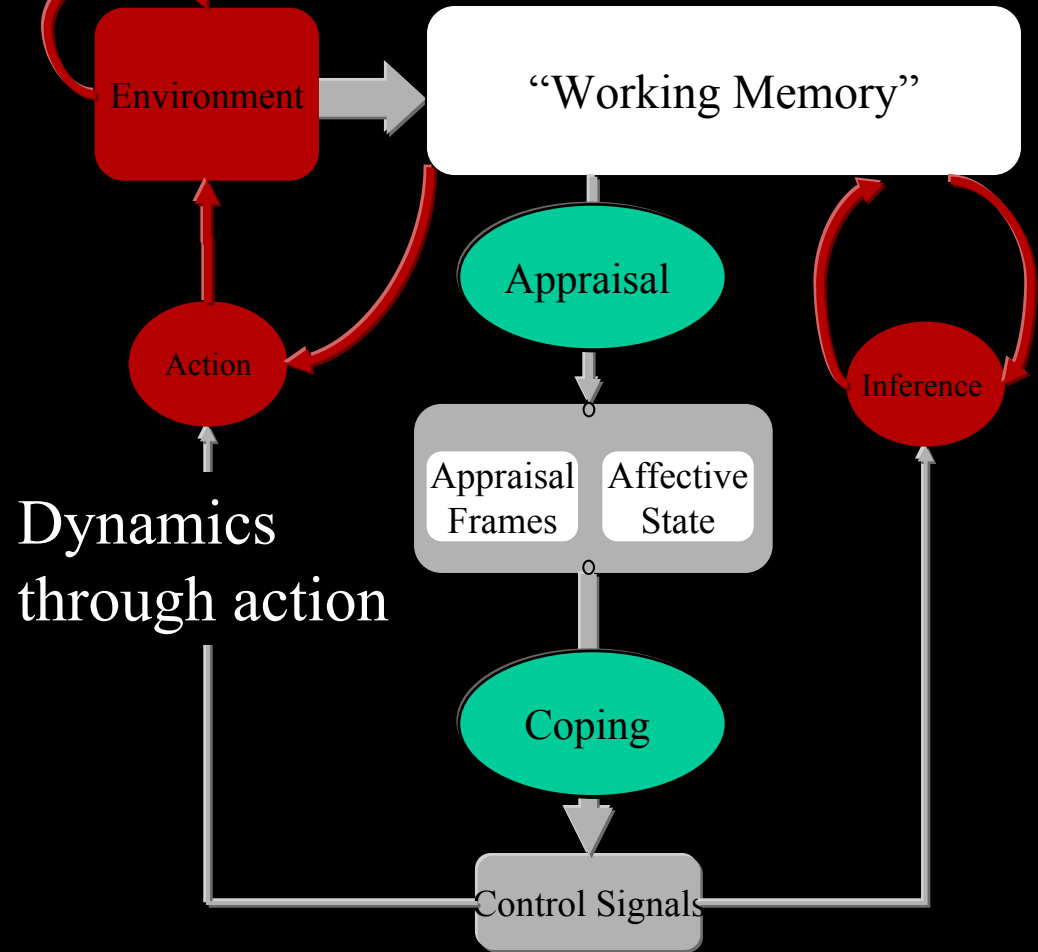 Environment
“Working Memory”
Appraisal
Action
Inference
Appraisal
Frames
Affective
State
Dynamics
through action
Coping
Control Signals